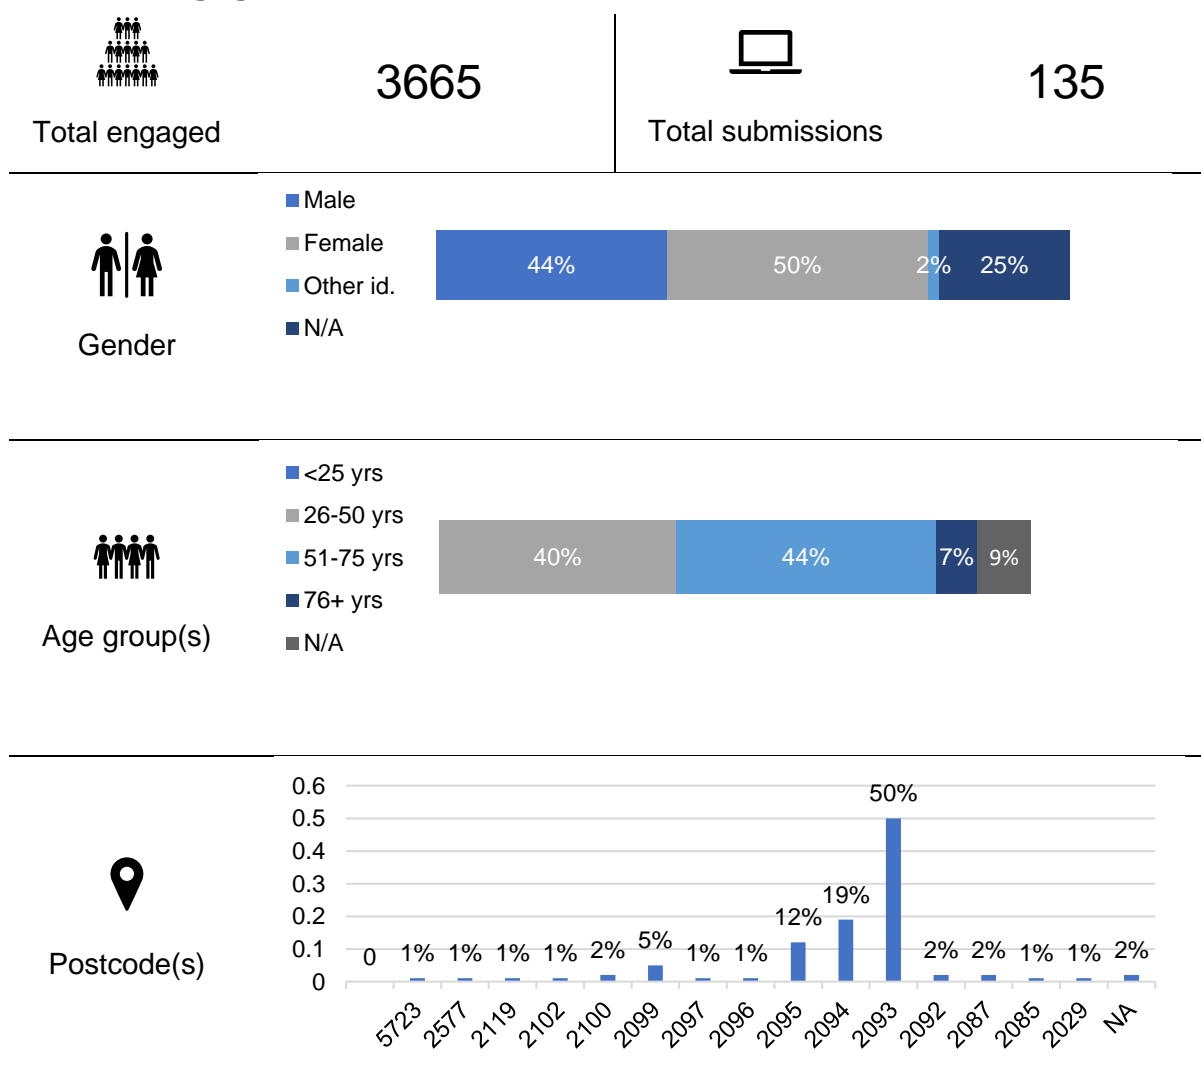 3665
135
Total engaged
Total submissions
Male
Female
Other id.
N/A
44% 50% 2% 25%
Gender
<25 yrs
26-50 yrs
51-75 yrs
76+ yrs
N/A
40% 44% 7% 9%
Age group(s)
0.6
0.5
0.4
0.3
0.2
0.1
0
0 1% 1% 1% 1% 2% 5% 1% 1% 12% 19% 50% 2% 2% 1% 1% 2%
Postcode(s)
5723 2577 2119 2102 2100 2099 2097 2096 2095 2094 2093 2092 2087 2085 2029 NA